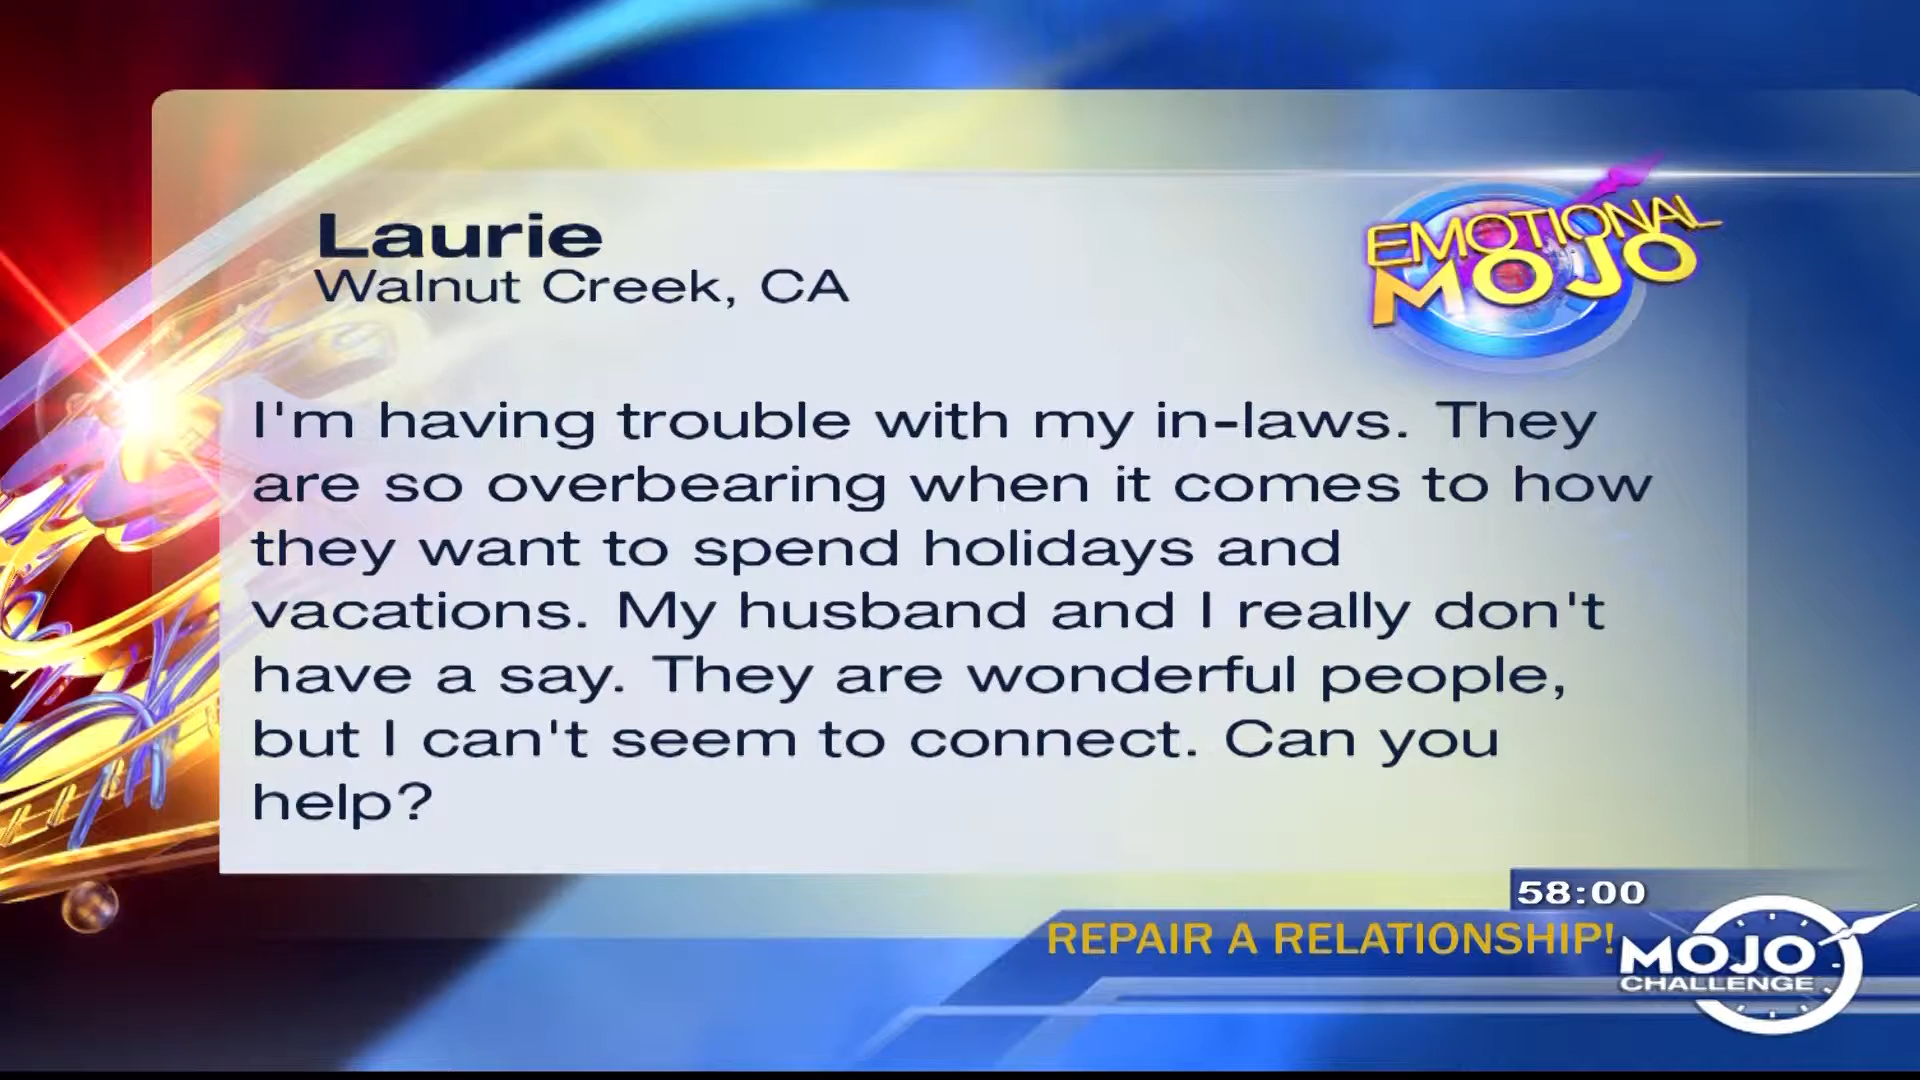 Laurie
Walnut Creek, CA
EMOTIONAL
MOJO
I'm having trouble with my in-laws. They
are so overbearing when it comes to how
they want to spend holidays and
vacations. My husband and I really don't
have a say. They are wonderful people,
but I can't seem to connect. Can you
help?
58:00
REPAIR A RELATIONSHIP!
MOJO
CHALLENGE